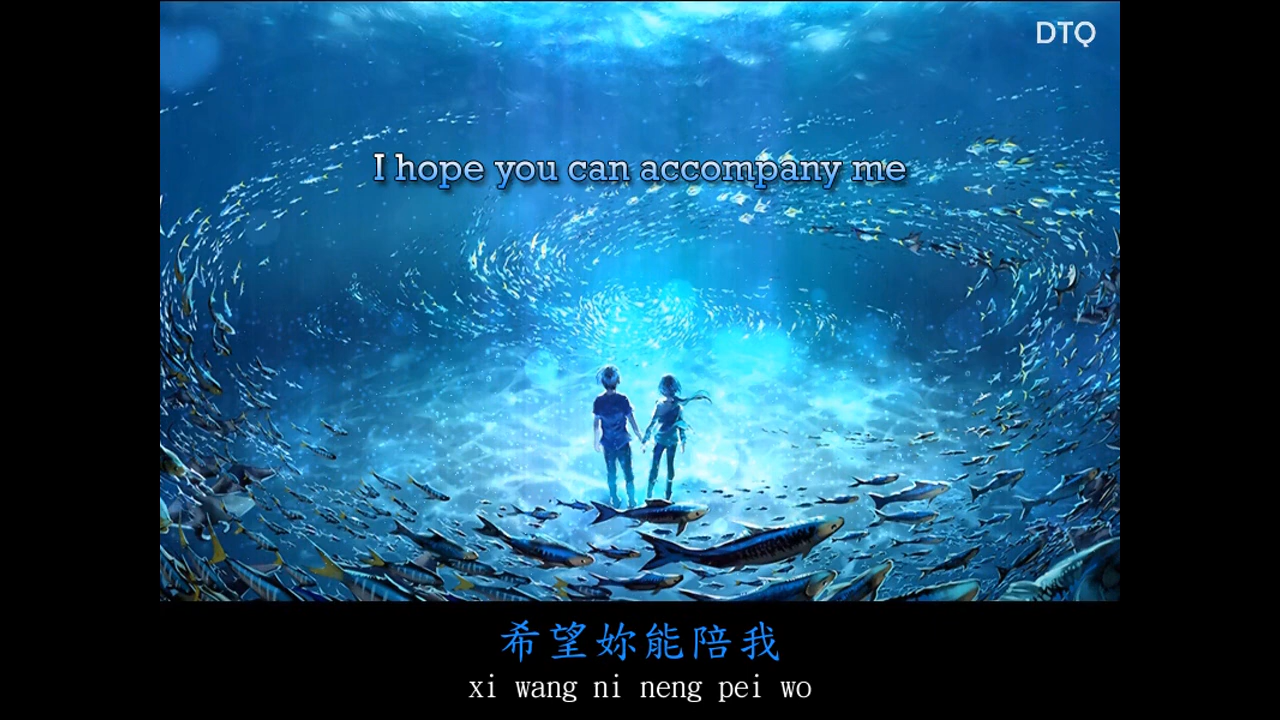 DTQ
I hope you can accompany me
希望妳能陪我
xi wang ni neng pei wo